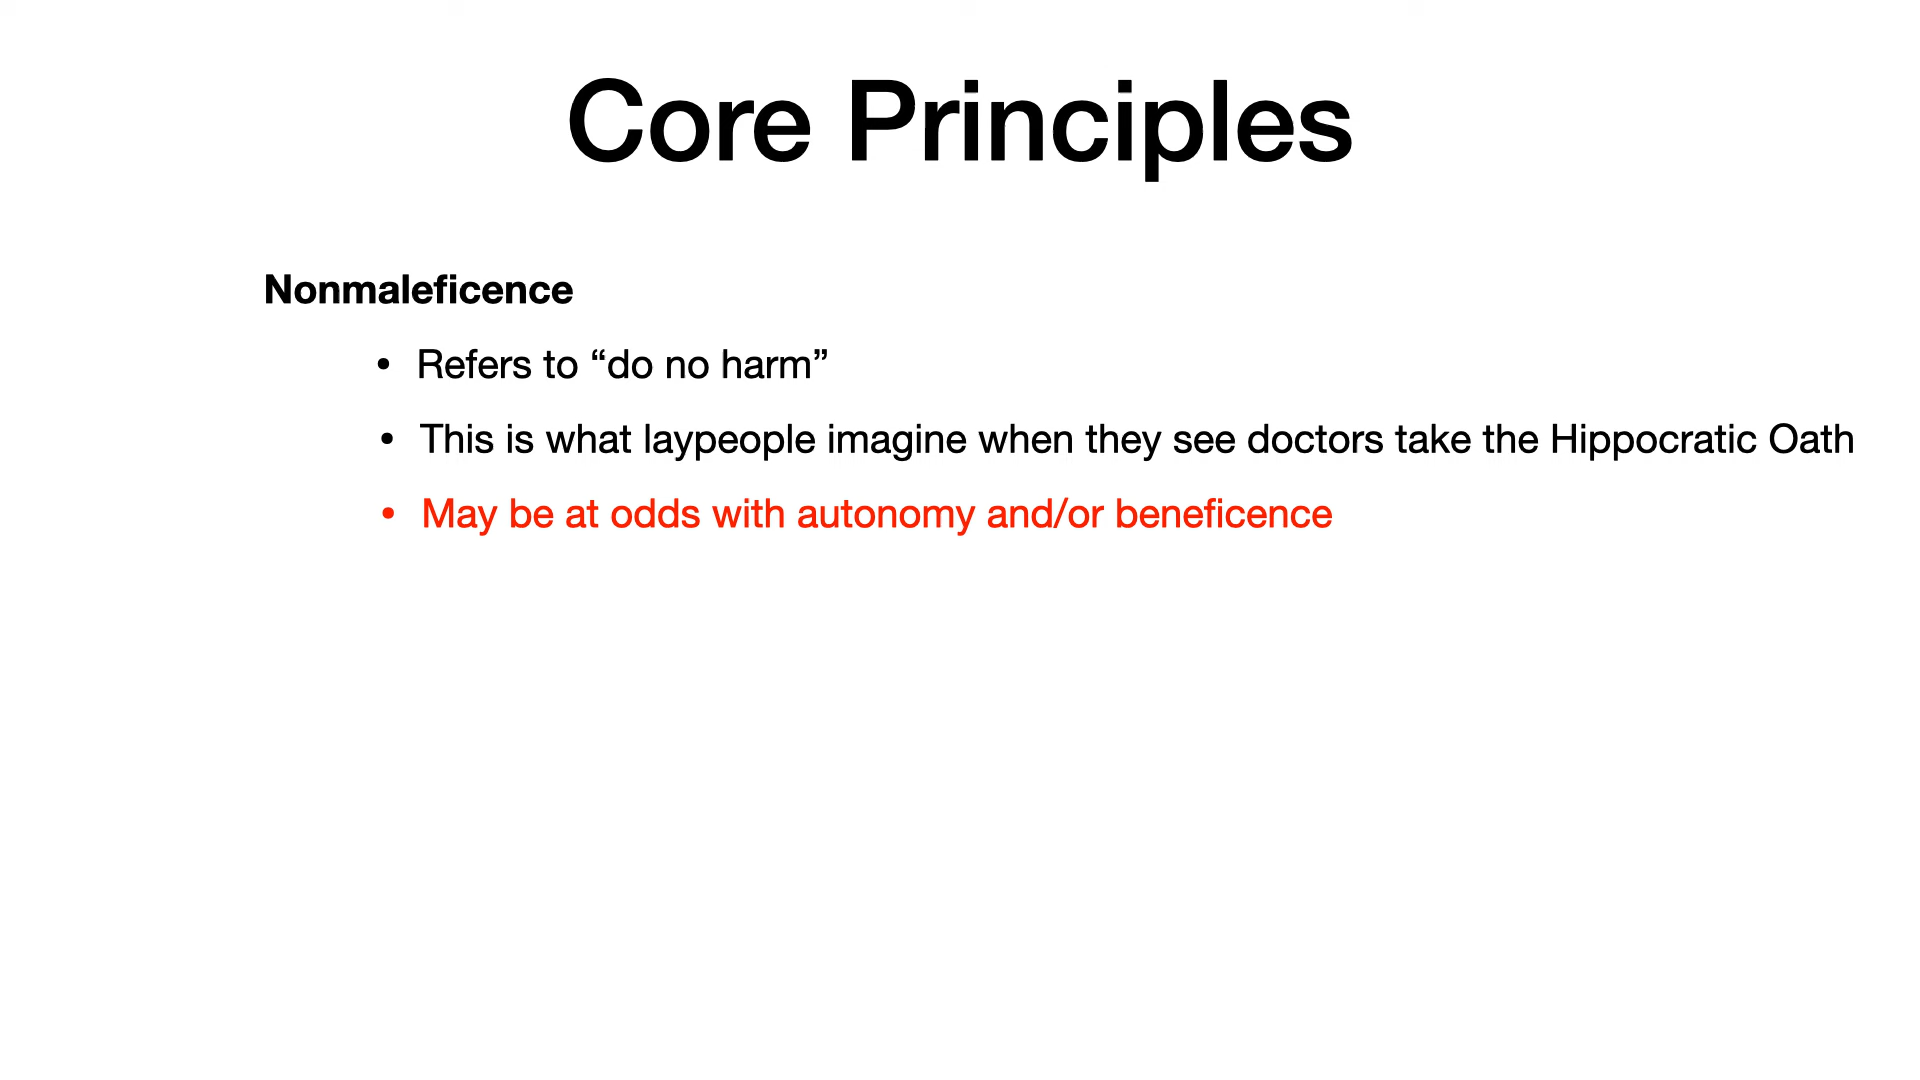 Core Principles
Nonmaleficence
• Refers to “do no harm”
• This is what laypeople imagine when they see doctors take the Hippocratic Oath
• May be at odds with autonomy and/or beneficence